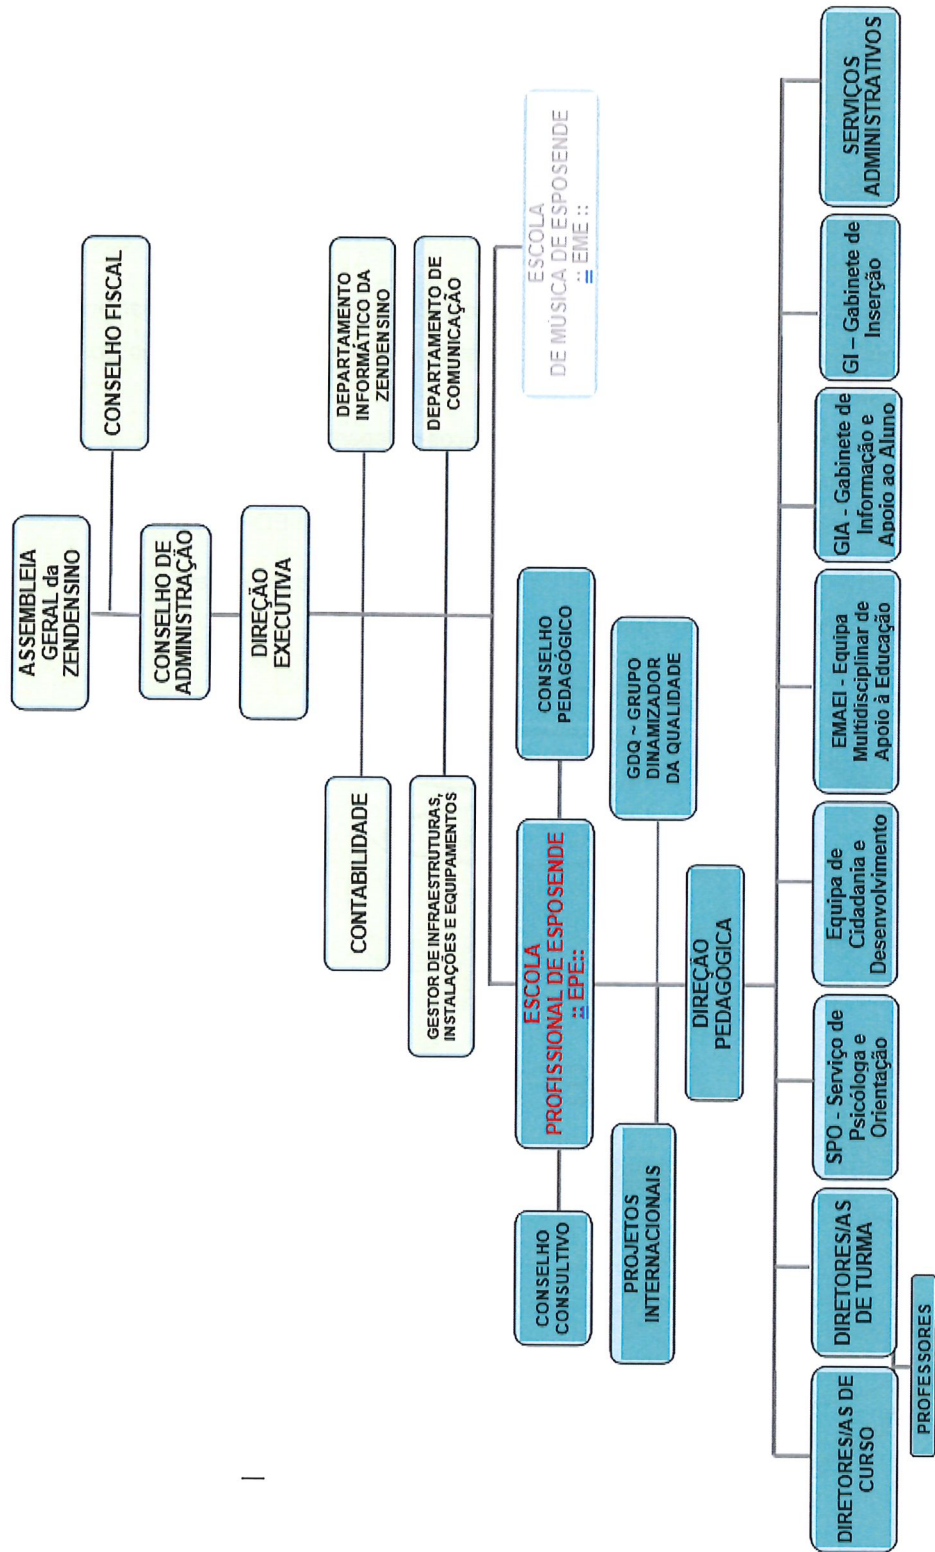 ASSEMBLEIA
GERAL da
ZENDENSINO
CONSELHO FISCAL
CONSELHO DE
ADMINISTRAÇÃO
DIREÇÃO
EXECUTIVA
CONTABILIDADE
DEPARTAMENTO
INFORMÁTICO DA
ZENDENSINO
GESTOR DE INFRAESTRUTURAS,
INSTALAÇÕES E EQUIPAMENTOS
DEPARTAMENTO DE
COMUNICAÇÃO
CONSELHO
CONSULTIVO
ESCOLA
PROFISSIONAL DE ESPOSENDE
:: EPE::
CONSELHO
PEDAGÓGICO
ESCOLA
DE MÚSICA DE ESPOSENDE
:: EME ::
PROJETOS
INTERNACIONAIS
GDQ ~ GRUPO
DINAMIZADOR
DA QUALIDADE
DIREÇÃO
PEDAGÓGICA
DIRETORES/AS DE
CURSO
DIRETORES/AS
DE TURMA
SPO - Serviço de
Psicóloga e
Orientação
Equipa de
Cidadania e
Desenvolvimento
EMAEI - Equipa
Multidisciplinar de
Apoio à Educação
GIA - Gabinete de
Informação e
Apoio ao Aluno
GI – Gabinete de
Inserção
SERVIÇOS
ADMINISTRATIVOS
PROFESSORES